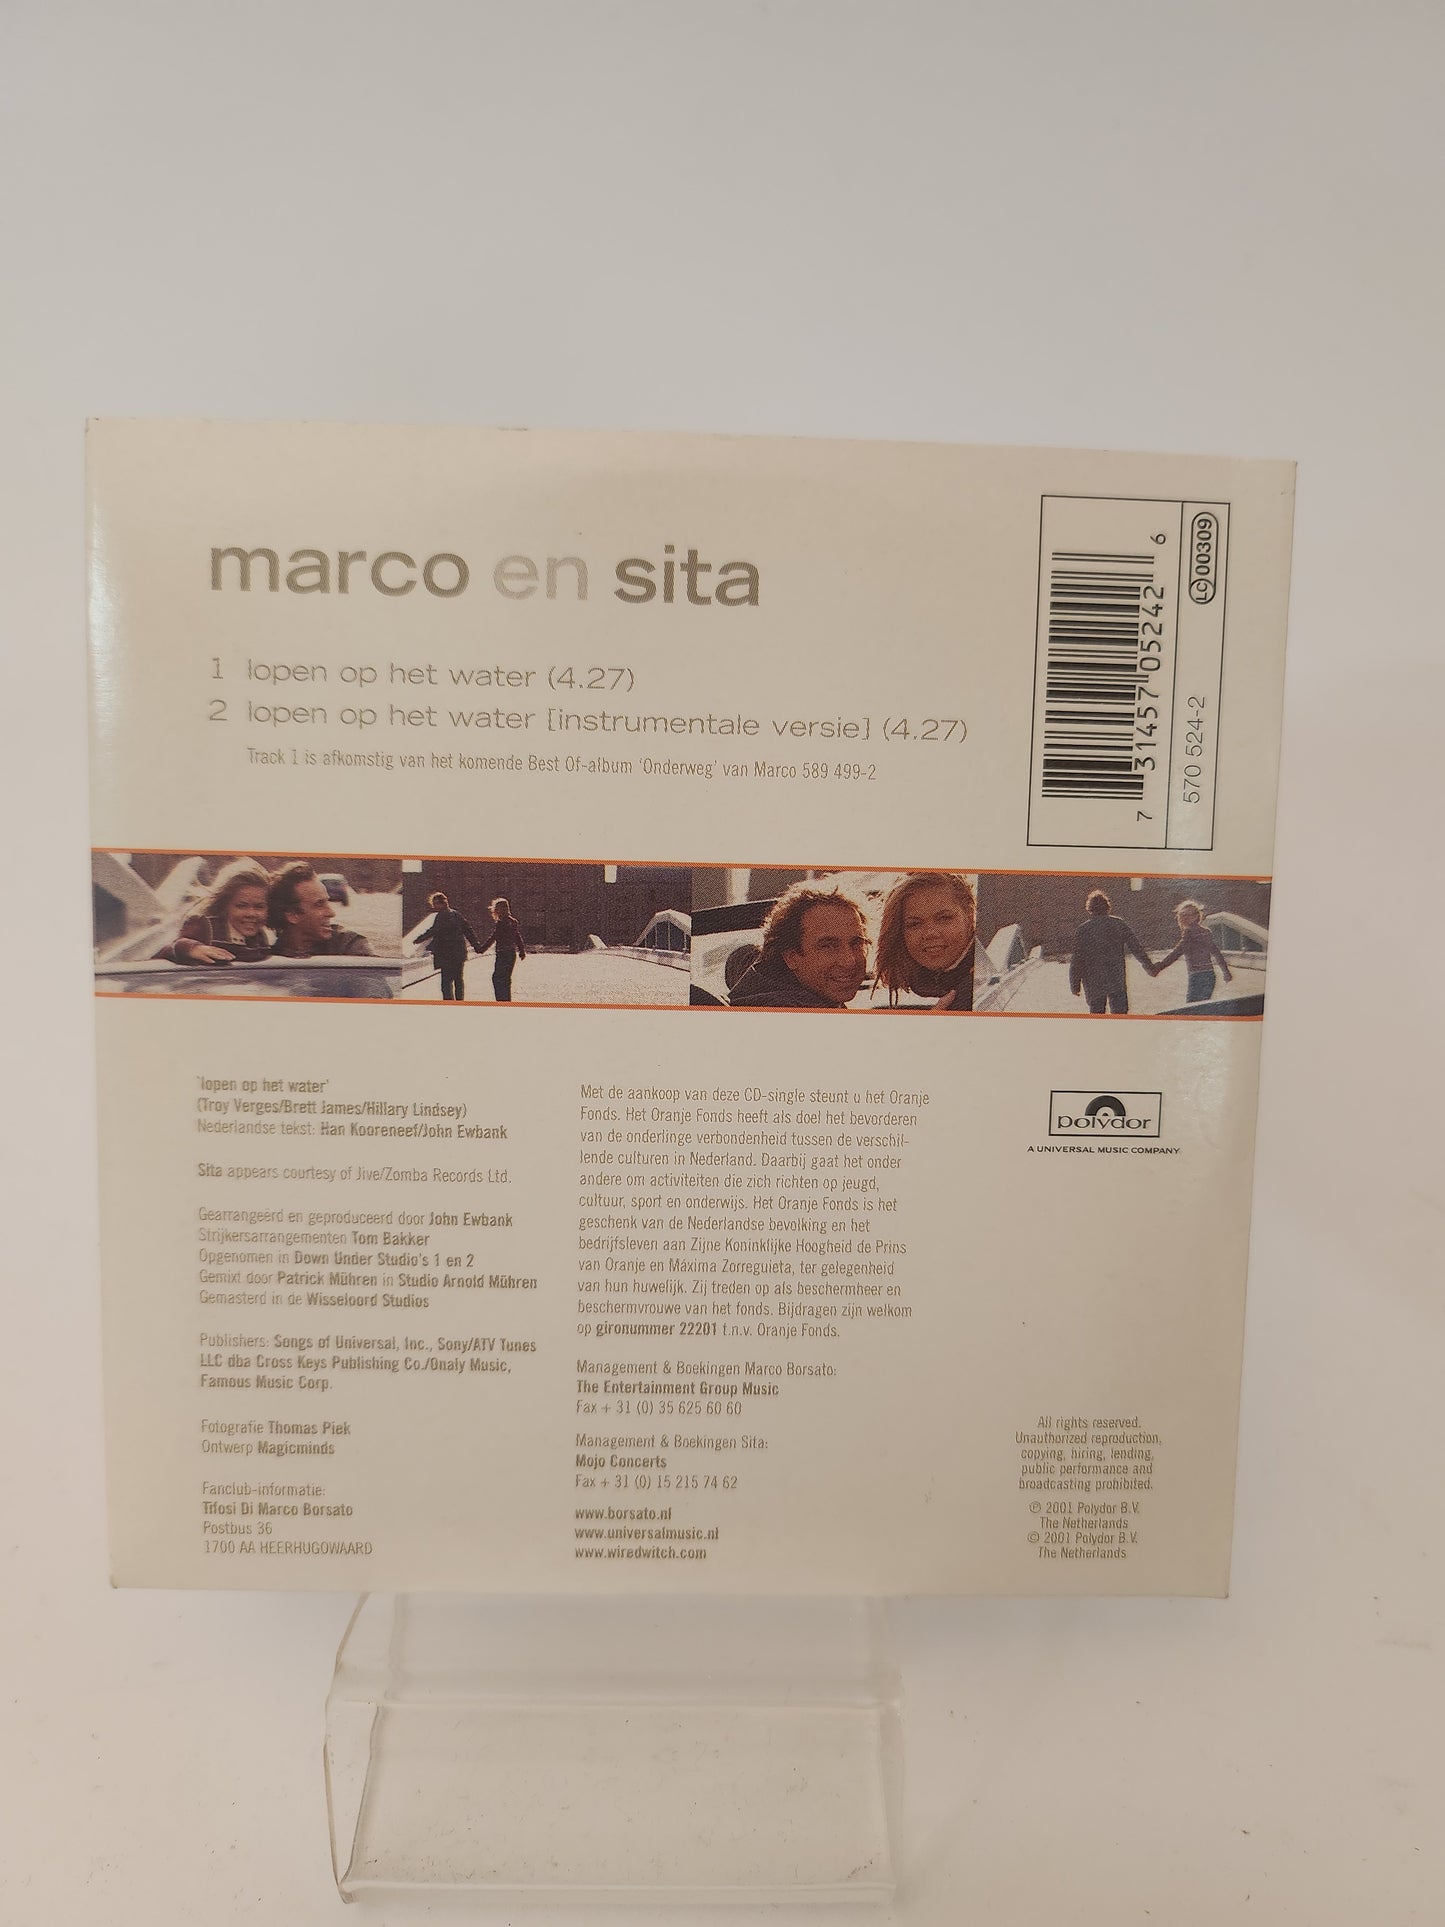 marco en sita
1 lopen op het water (4.27)
2 lopen op het water [instrumentale versie] (4.27)
Track 1 is afkomstig van het komende Best Of-album 'Onderweg' van Marco 589 499-2
7 31457 05242 6
LC 00309
570 524-2
'lopen op het water'
(Troy Verges/Brett James/Hillary Lindsey)
Nederlandse tekst: Han Kooreneef/John Ewbank
Sita appears courtesy of Jive/Zomba Records Ltd.
Gearrangeerd en geproduceerd door John Ewbank
Strijkersarrangementen Tom Bakker
Opgenomen in Down Under Studio's 1 en 2
Gemixt door Patrick Mühren in Studio Arnold Mühren
Gemasterd in de Wisseloord Studios
Publishers: Songs of Universal, Inc., Sony/ATV Tunes
LLC dba Cross Keys Publishing Co./Onaly Music,
Famous Music Corp.
Fotografie Thomas Piek
Ontwerp Magicminds
Fanclub-informatie:
Tifosi Di Marco Borsato
Postbus 36
1700 AA HEERHUGOWAARD
Met de aankoop van deze CD-single steunt u het Oranje
Fonds. Het Oranje Fonds heeft als doel het bevorderen
van de onderlinge verbondenheid tussen de verschil-
lende culturen in Nederland. Daarbij gaat het onder
andere om activiteiten die zich richten op jeugd,
cultuur, sport en onderwijs. Het Oranje Fonds is het
geschenk van de Nederlandse bevolking en het
bedrijfsleven aan Zijne Koninklijke Hoogheid de Prins
van Oranje en Máxima Zorreguieta, ter gelegenheid
van hun huwelijk. Zij treden op als beschermheer en
beschermvrouwe van het fonds. Bijdragen zijn welkom
op gironummer 22201 t.n.v. Oranje Fonds.
Management & Boekingen Marco Borsato:
The Entertainment Group Music
Fax + 31 (0) 35 625 60 60
Management & Boekingen Sita:
Mojo Concerts
Fax + 31 (0) 15 215 74 62
www.borsato.nl
www.universalmusic.nl
www.wiredwitch.com
polydor
A UNIVERSAL MUSIC COMPANY
All rights reserved.
Unauthorized reproduction,
copying, hiring, lending,
public performance and
broadcasting prohibited.
℗ 2001 Polydor B.V.
The Netherlands
© 2001 Polydor B.V.
The Netherlands